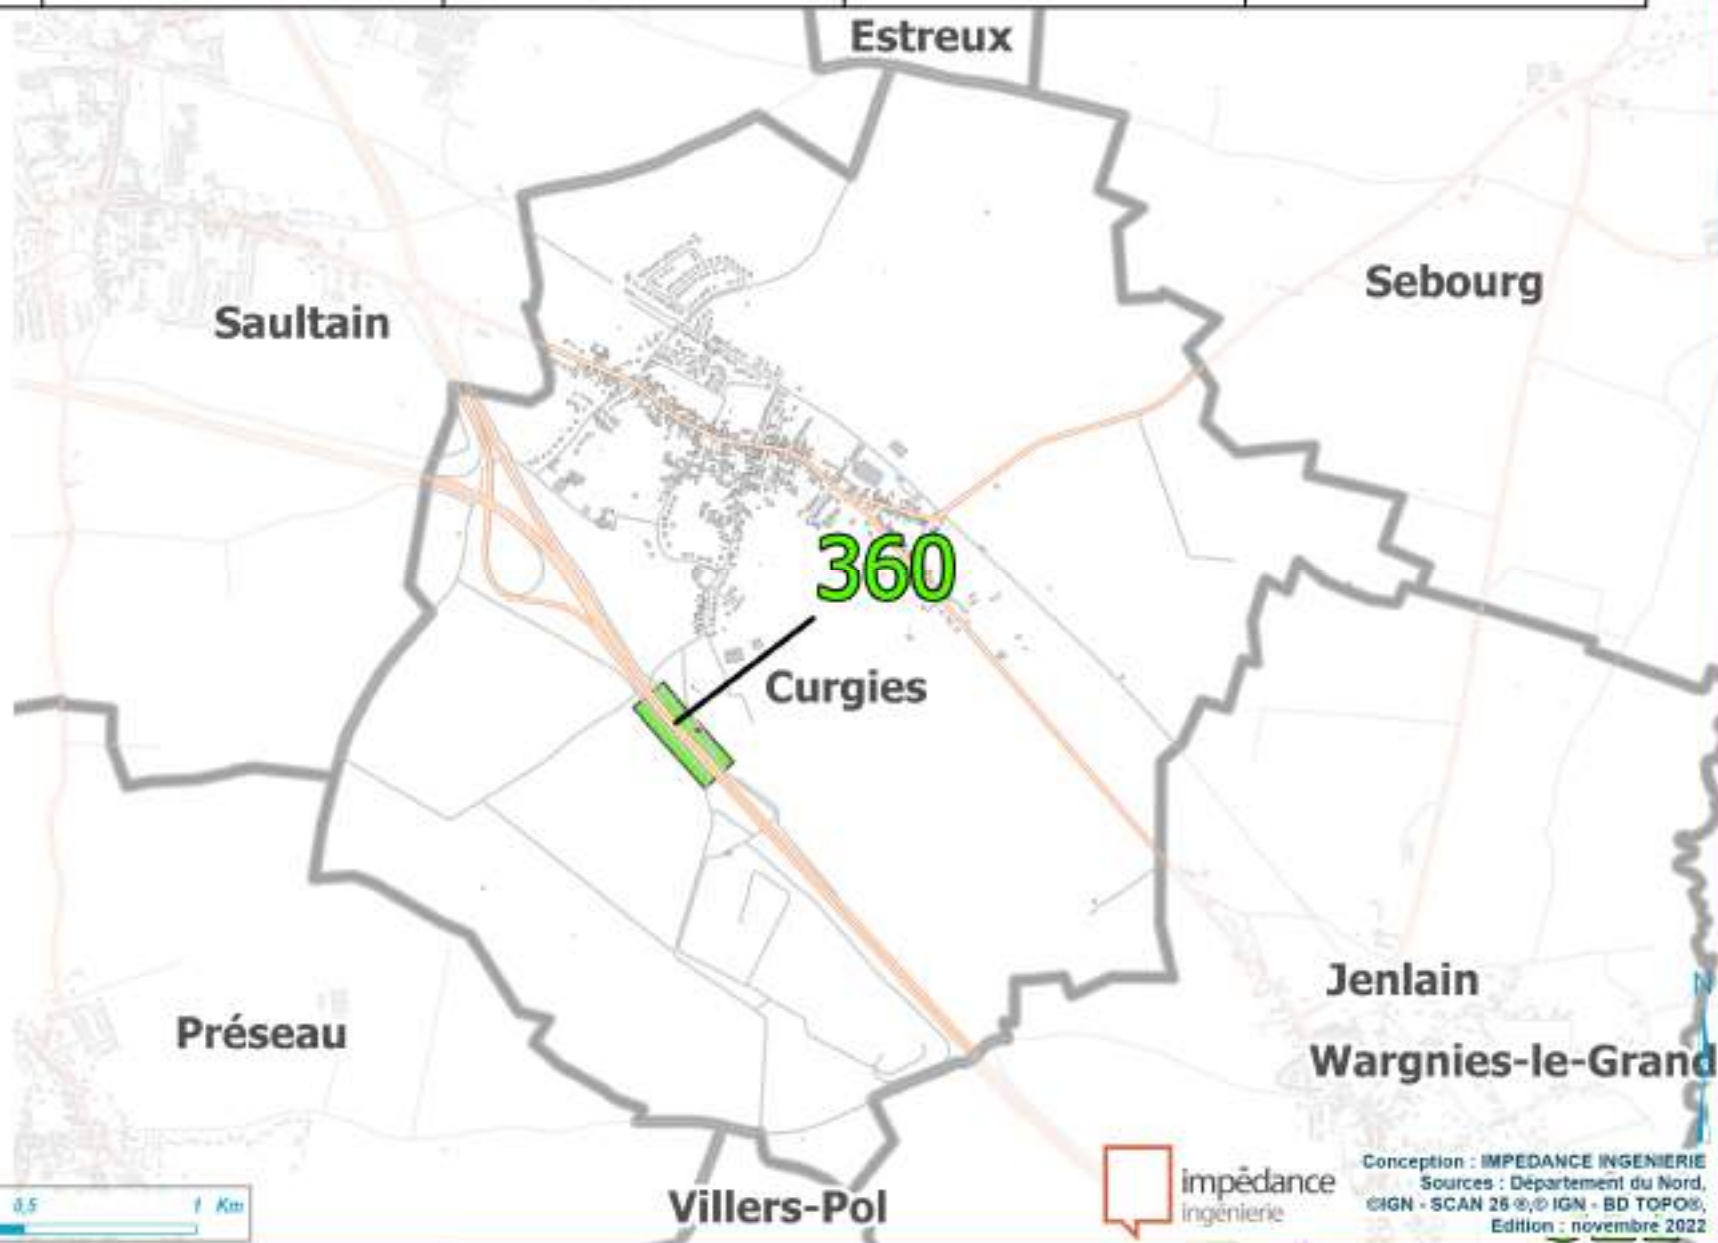 Estreux
Sebourg
Saultain
360
Curgies
Jenlain
Préseau
Wargnies-le-Grand
Villers-Pol
0,5 1 Km
impédance
ingénierie
Conception : IMPEDANCE INGENIERIE
Sources : Département du Nord,
©IGN - SCAN 25 ®,© IGN - BD TOPO®,
Edition : novembre 2022
N